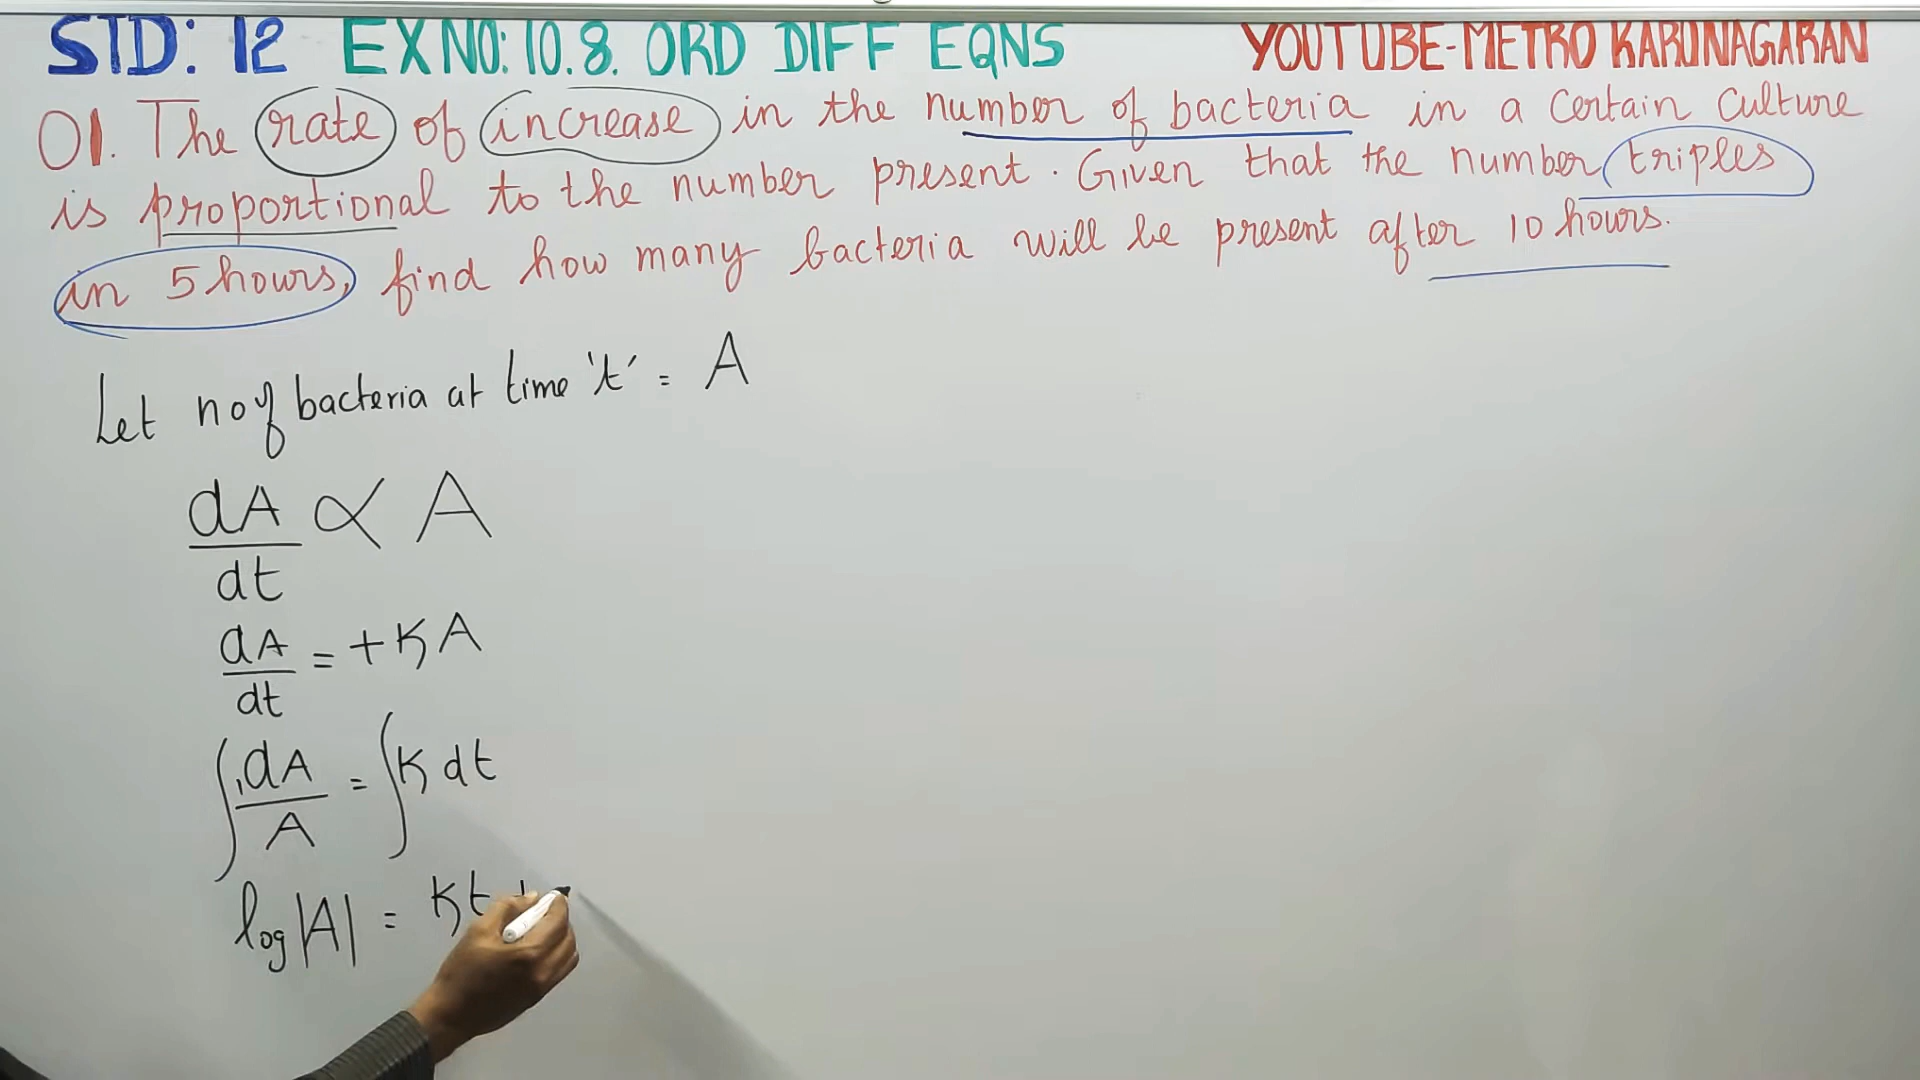 STD: 12 EX NO: 10.8. ORD DIFF EQNS YOUTUBE-METRO KARUNAGARAN
01. The rate of increase in the number of bacteria in a certain culture
is proportional to the number present. Given that the number triples
in 5 hours, find how many bacteria will be present after 10 hours.
Let no of bacteria at time 't' = A
dA/dt ∝ A
dA/dt = +KA
∫ 1 dA/A = ∫ K dt
log|A| = Kt +